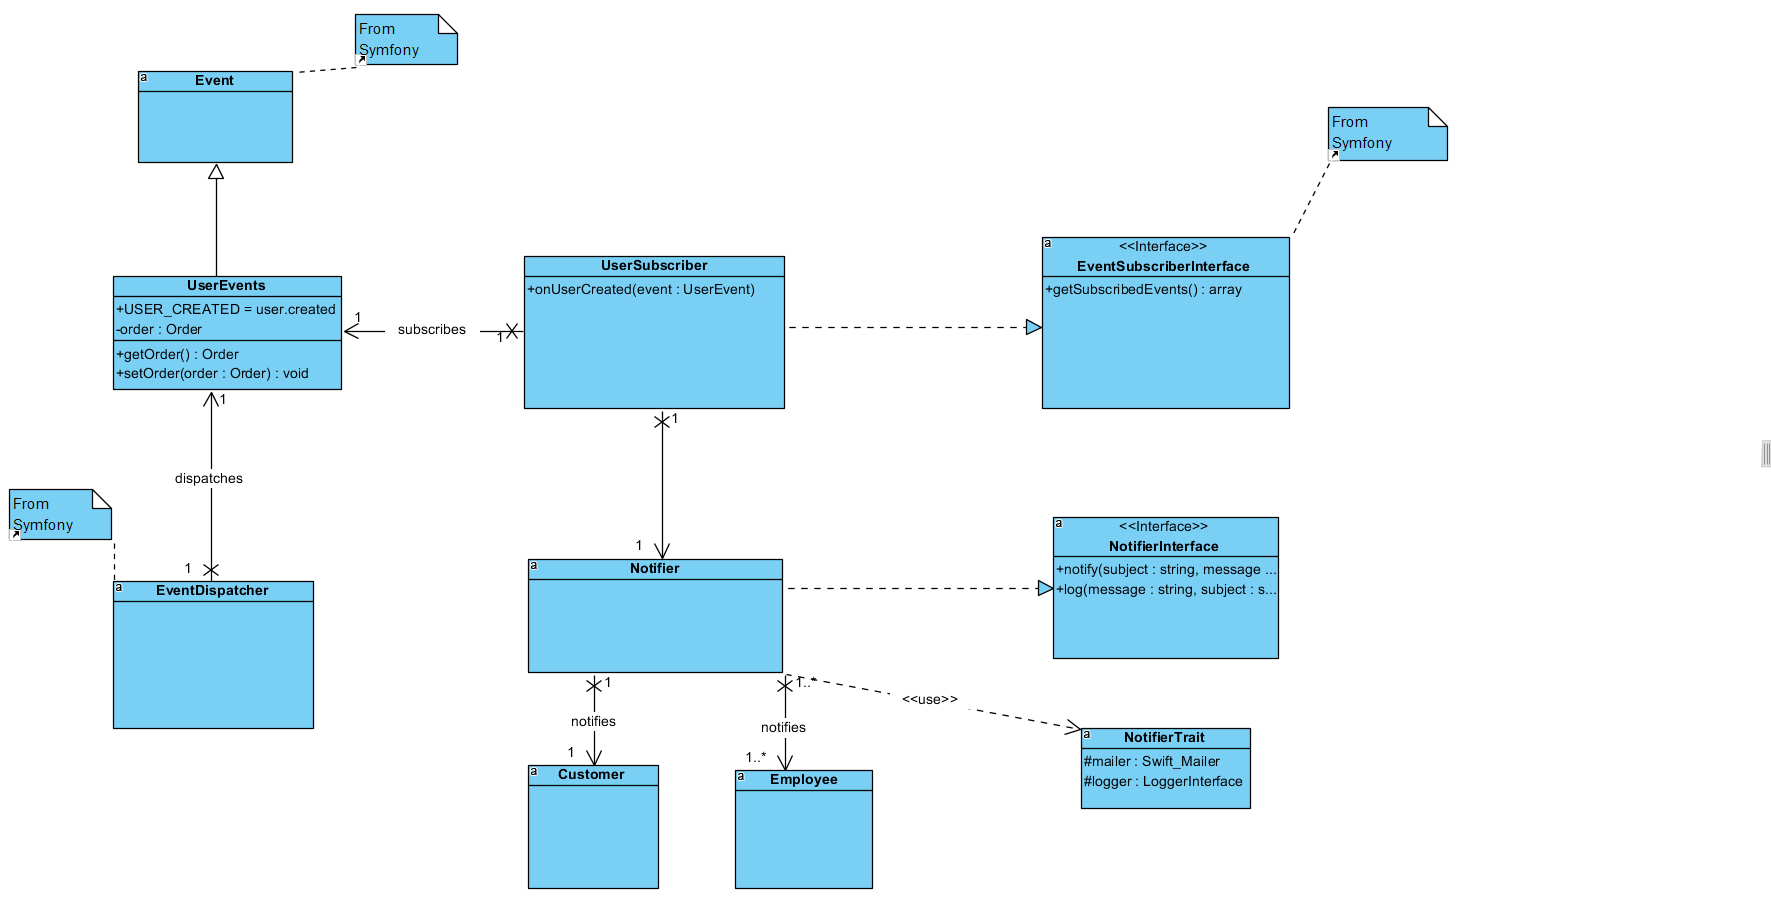 From
Symfony
a
Event
From
Symfony
a
<<Interface>>
EventSubscriberInterface
+getSubscribedEvents() : array
UserSubscriber
+onUserCreated(event : UserEvent)
UserEvents
+USER_CREATED = user.created
-order : Order
+getOrder() : Order
+setOrder(order : Order) : void
1
subscribes
1
1
1
dispatches
1
From
Symfony
a
EventDispatcher
1
a
Notifier
a
<<Interface>>
NotifierInterface
+notify(subject : string, message ...
+log(message : string, subject : s...
1
notifies
1
1..*
notifies
1..*
<<use>>
a
NotifierTrait
#mailer : Swift_Mailer
#logger : LoggerInterface
a
Customer
a
Employee